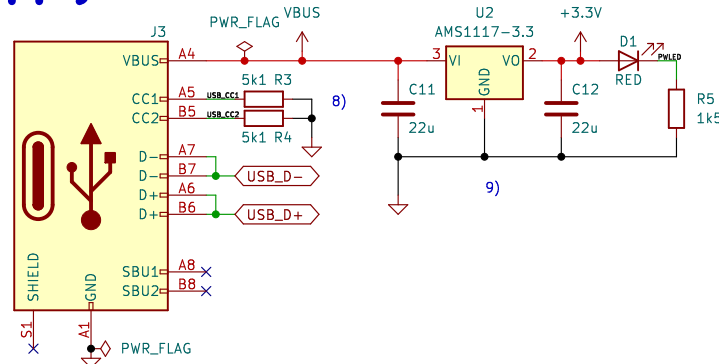 J3
PWR_FLAG
VBUS
U2
AMS1117-3.3
+3.3V
VBUS
A4
3
VI
VO
2
GND
1
D1
RED
PWLED
CC1
A5
USB_CC1
5k1 R3
CC2
B5
USB_CC2
5k1 R4
8)
C11
22u
C12
22u
R5
1k5
D-
A7
D-
B7
USB_D-
D+
A6
D+
B6
USB_D+
9)
SBU1
A8
SBU2
B8
SHIELD
GND
S1
A1
PWR_FLAG